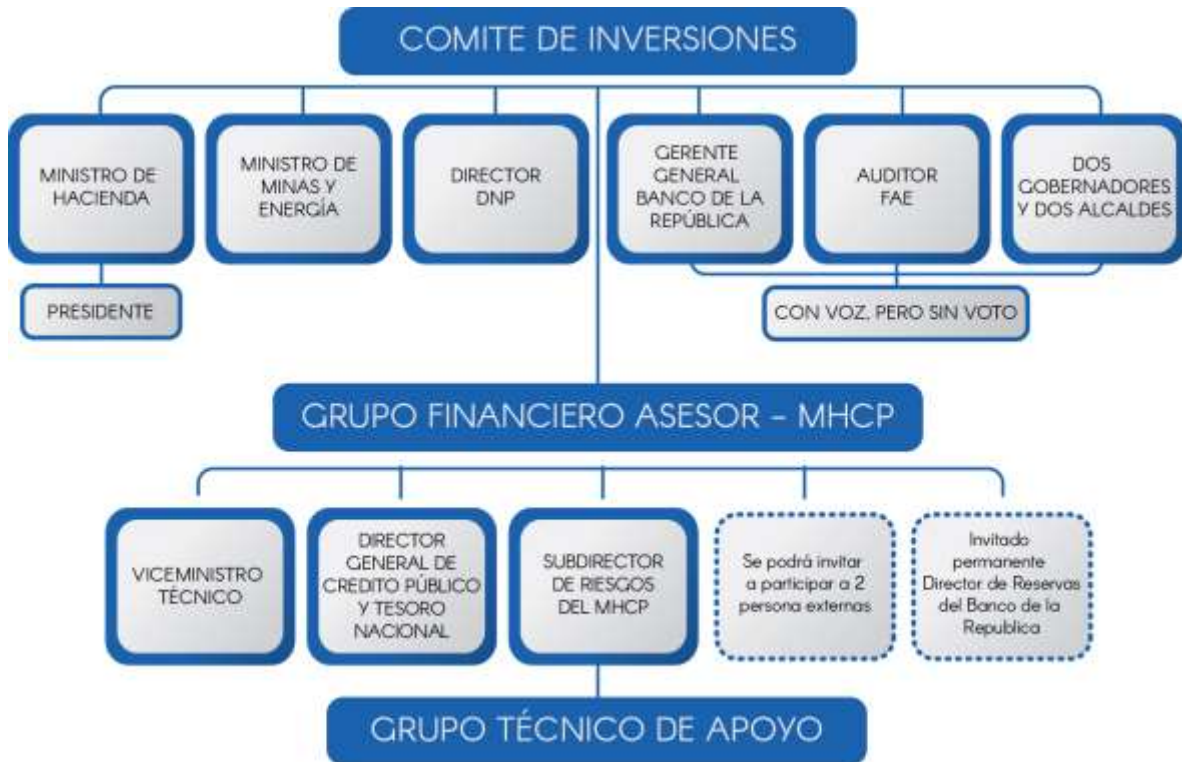 COMITE DE INVERSIONES
MINISTRO DE
HACIENDA
MINISTRO DE
MINAS Y
ENERGÍA
DIRECTOR
DNP
GERENTE
GENERAL
BANCO DE LA
REPÚBLICA
AUDITOR
FAE
DOS
GOBERNADORES
Y DOS ALCALDES
PRESIDENTE
CON VOZ, PERO SIN VOTO
GRUPO FINANCIERO ASESOR – MHCP
VICEMINISTRO
TÉCNICO
DIRECTOR
GENERAL DE
CREDITO PÚBLICO
Y TESORO
NACIONAL
SUBDIRECTOR
DE RIESGOS
DEL MHCP
Se podrá invitar
a participar a 2
persona externas
Invitado
permanente
Director de Reservas
del Banco de la
Republica
GRUPO TÉCNICO DE APOYO